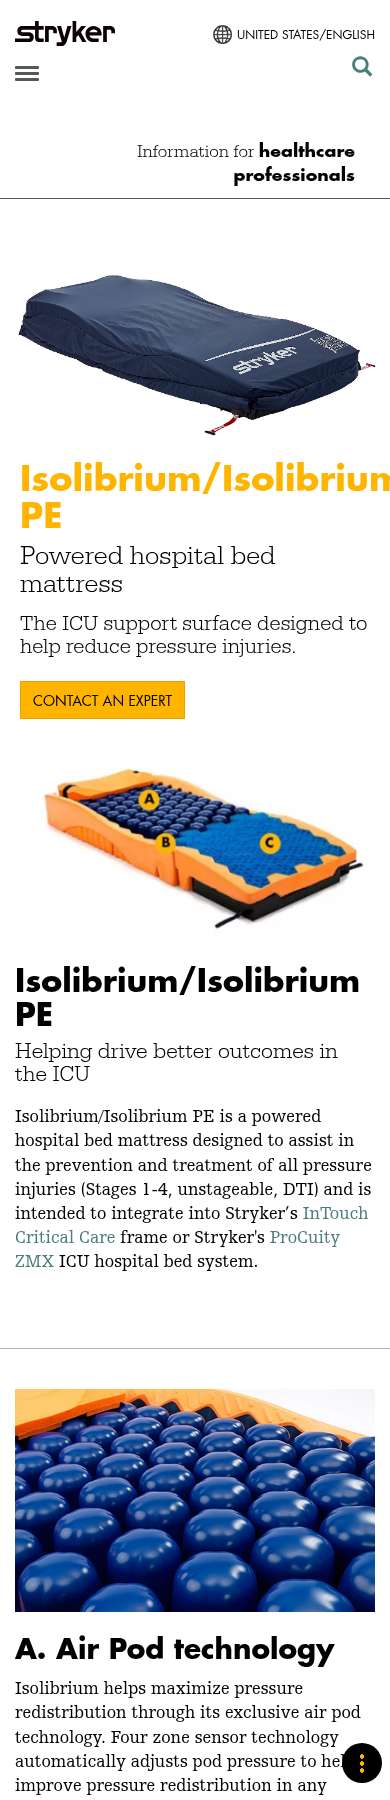 stryker
UNITED STATES/ENGLISH
Information for healthcare
professionals
stryker
Isolibrium/Isolibrium
PE
Powered hospital bed
mattress
The ICU support surface designed to
help reduce pressure injuries.
CONTACT AN EXPERT
A
B
C
Isolibrium/Isolibrium
PE
Helping drive better outcomes in
the ICU
Isolibrium/Isolibrium PE is a powered
hospital bed mattress designed to assist in
the prevention and treatment of all pressure
injuries (Stages 1-4, unstageable, DTI) and is
intended to integrate into Stryker’s InTouch
Critical Care frame or Stryker's ProCuity
ZMX ICU hospital bed system.
A. Air Pod technology
Isolibrium helps maximize pressure
redistribution through its exclusive air pod
technology. Four zone sensor technology
automatically adjusts pod pressure to hel
improve pressure redistribution in any